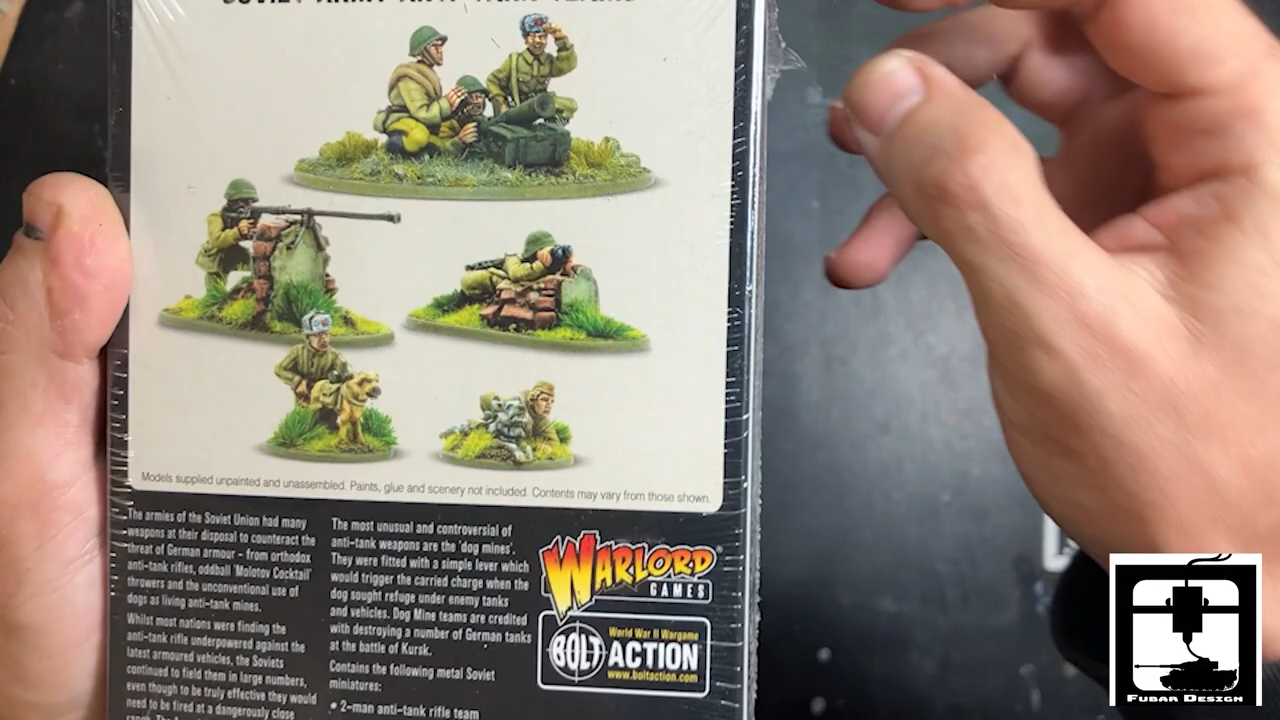 SOVIET ARMY ANTI-TANK TEAMS
Models supplied unpainted and unassembled. Paints, glue and scenery not included. Contents may vary from those shown.
The armies of the Soviet Union had many
weapons at their disposal to counteract the
threat of German armour - from orthodox
anti-tank rifles, oddball 'Molotov Cocktail'
throwers and the unconventional use of
dogs as living anti-tank mines.
Whilst most nations were finding the
anti-tank rifle underpowered against the
latest armoured vehicles, the Soviets
continued to field them in large numbers,
even though to be truly effective they would
need to be fired at a dangerously close
range. The
The most unusual and controversial of
anti-tank weapons are the 'dog mines'.
They were fitted with a simple lever which
would trigger the carried charge when the
dog sought refuge under enemy tanks
and vehicles. Dog Mine teams are credited
with destroying a number of German tanks
at the battle of Kursk.
Contains the following metal Soviet
miniatures:
• 2-man anti-tank rifle team
WARLORD
GAMES
World War II Wargame
BOLT ACTION
www.boltaction.com
FUBAR DESIGN